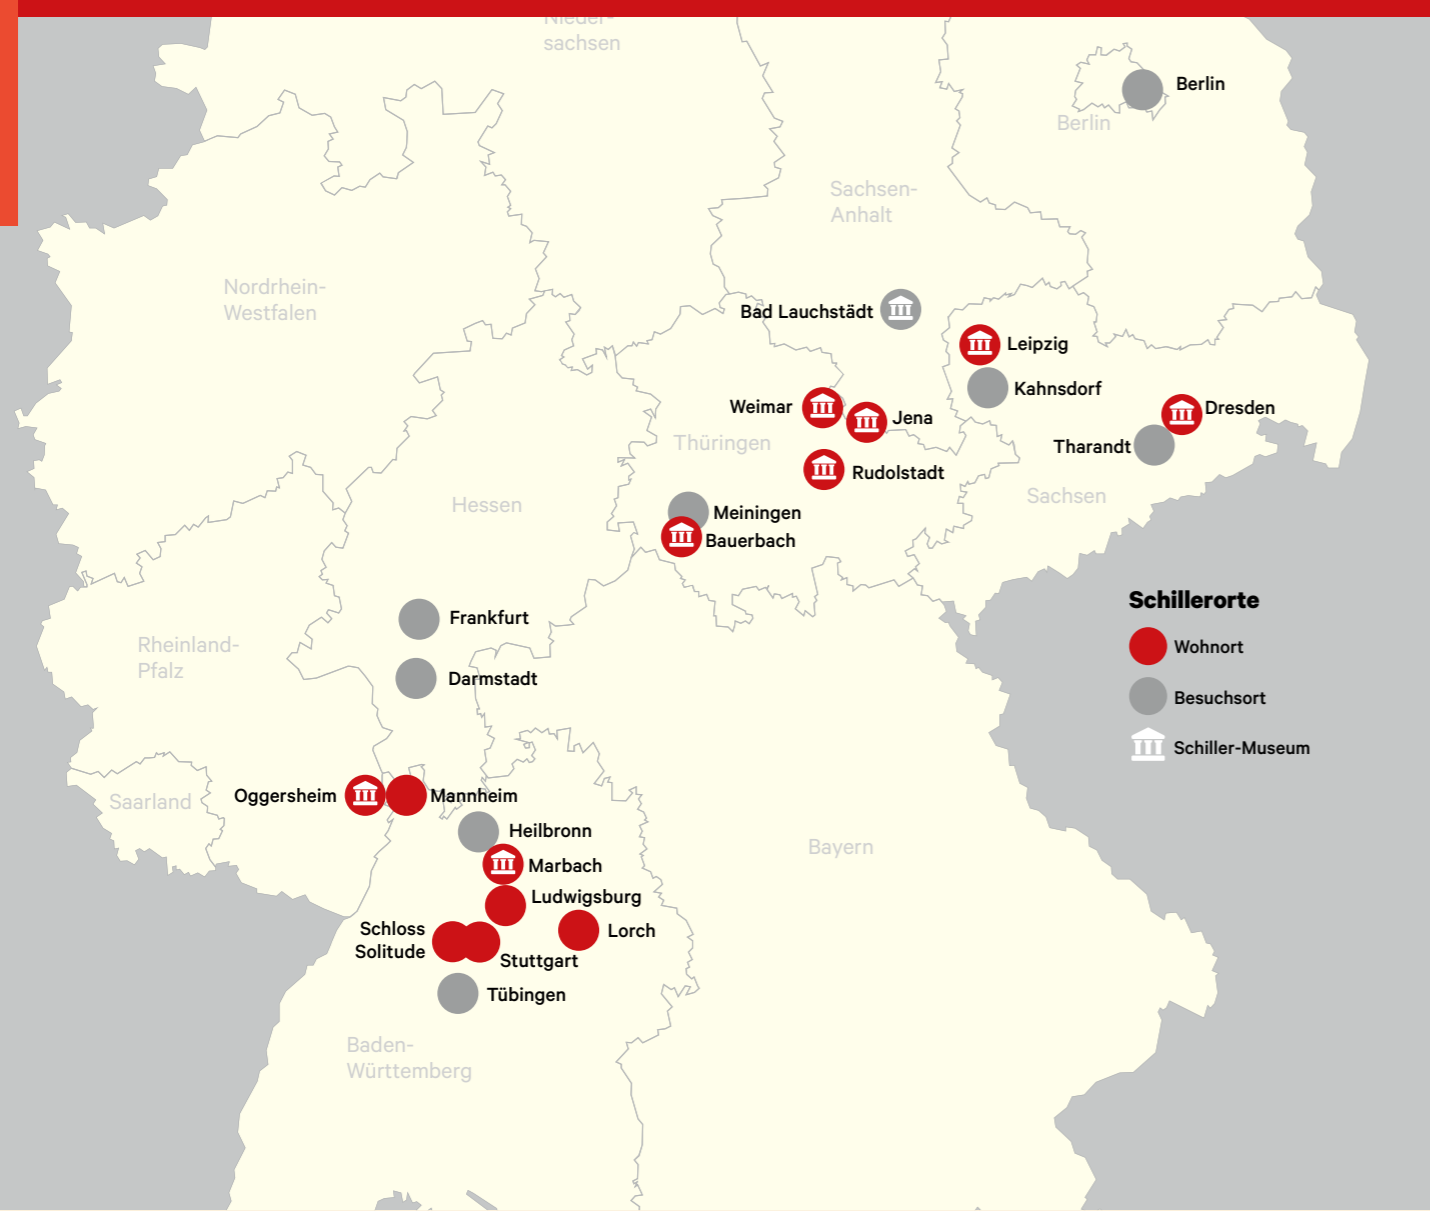 Nieder-
sachsen
Berlin
Berlin
Sachsen-
Anhalt
Nordrhein-
Westfalen
Bad Lauchstädt
Leipzig
Kahnsdorf
Weimar
Jena
Dresden
Thüringen
Tharandt
Rudolstadt
Hessen
Sachsen
Meiningen
Bauerbach
Schillerorte
Wohnort
Besuchsort
Schiller-Museum
Frankfurt
Rheinland-
Pfalz
Darmstadt
Saarland
Oggersheim
Mannheim
Heilbronn
Bayern
Marbach
Ludwigsburg
Lorch
Schloss
Solitude
Stuttgart
Tübingen
Baden-
Württemberg